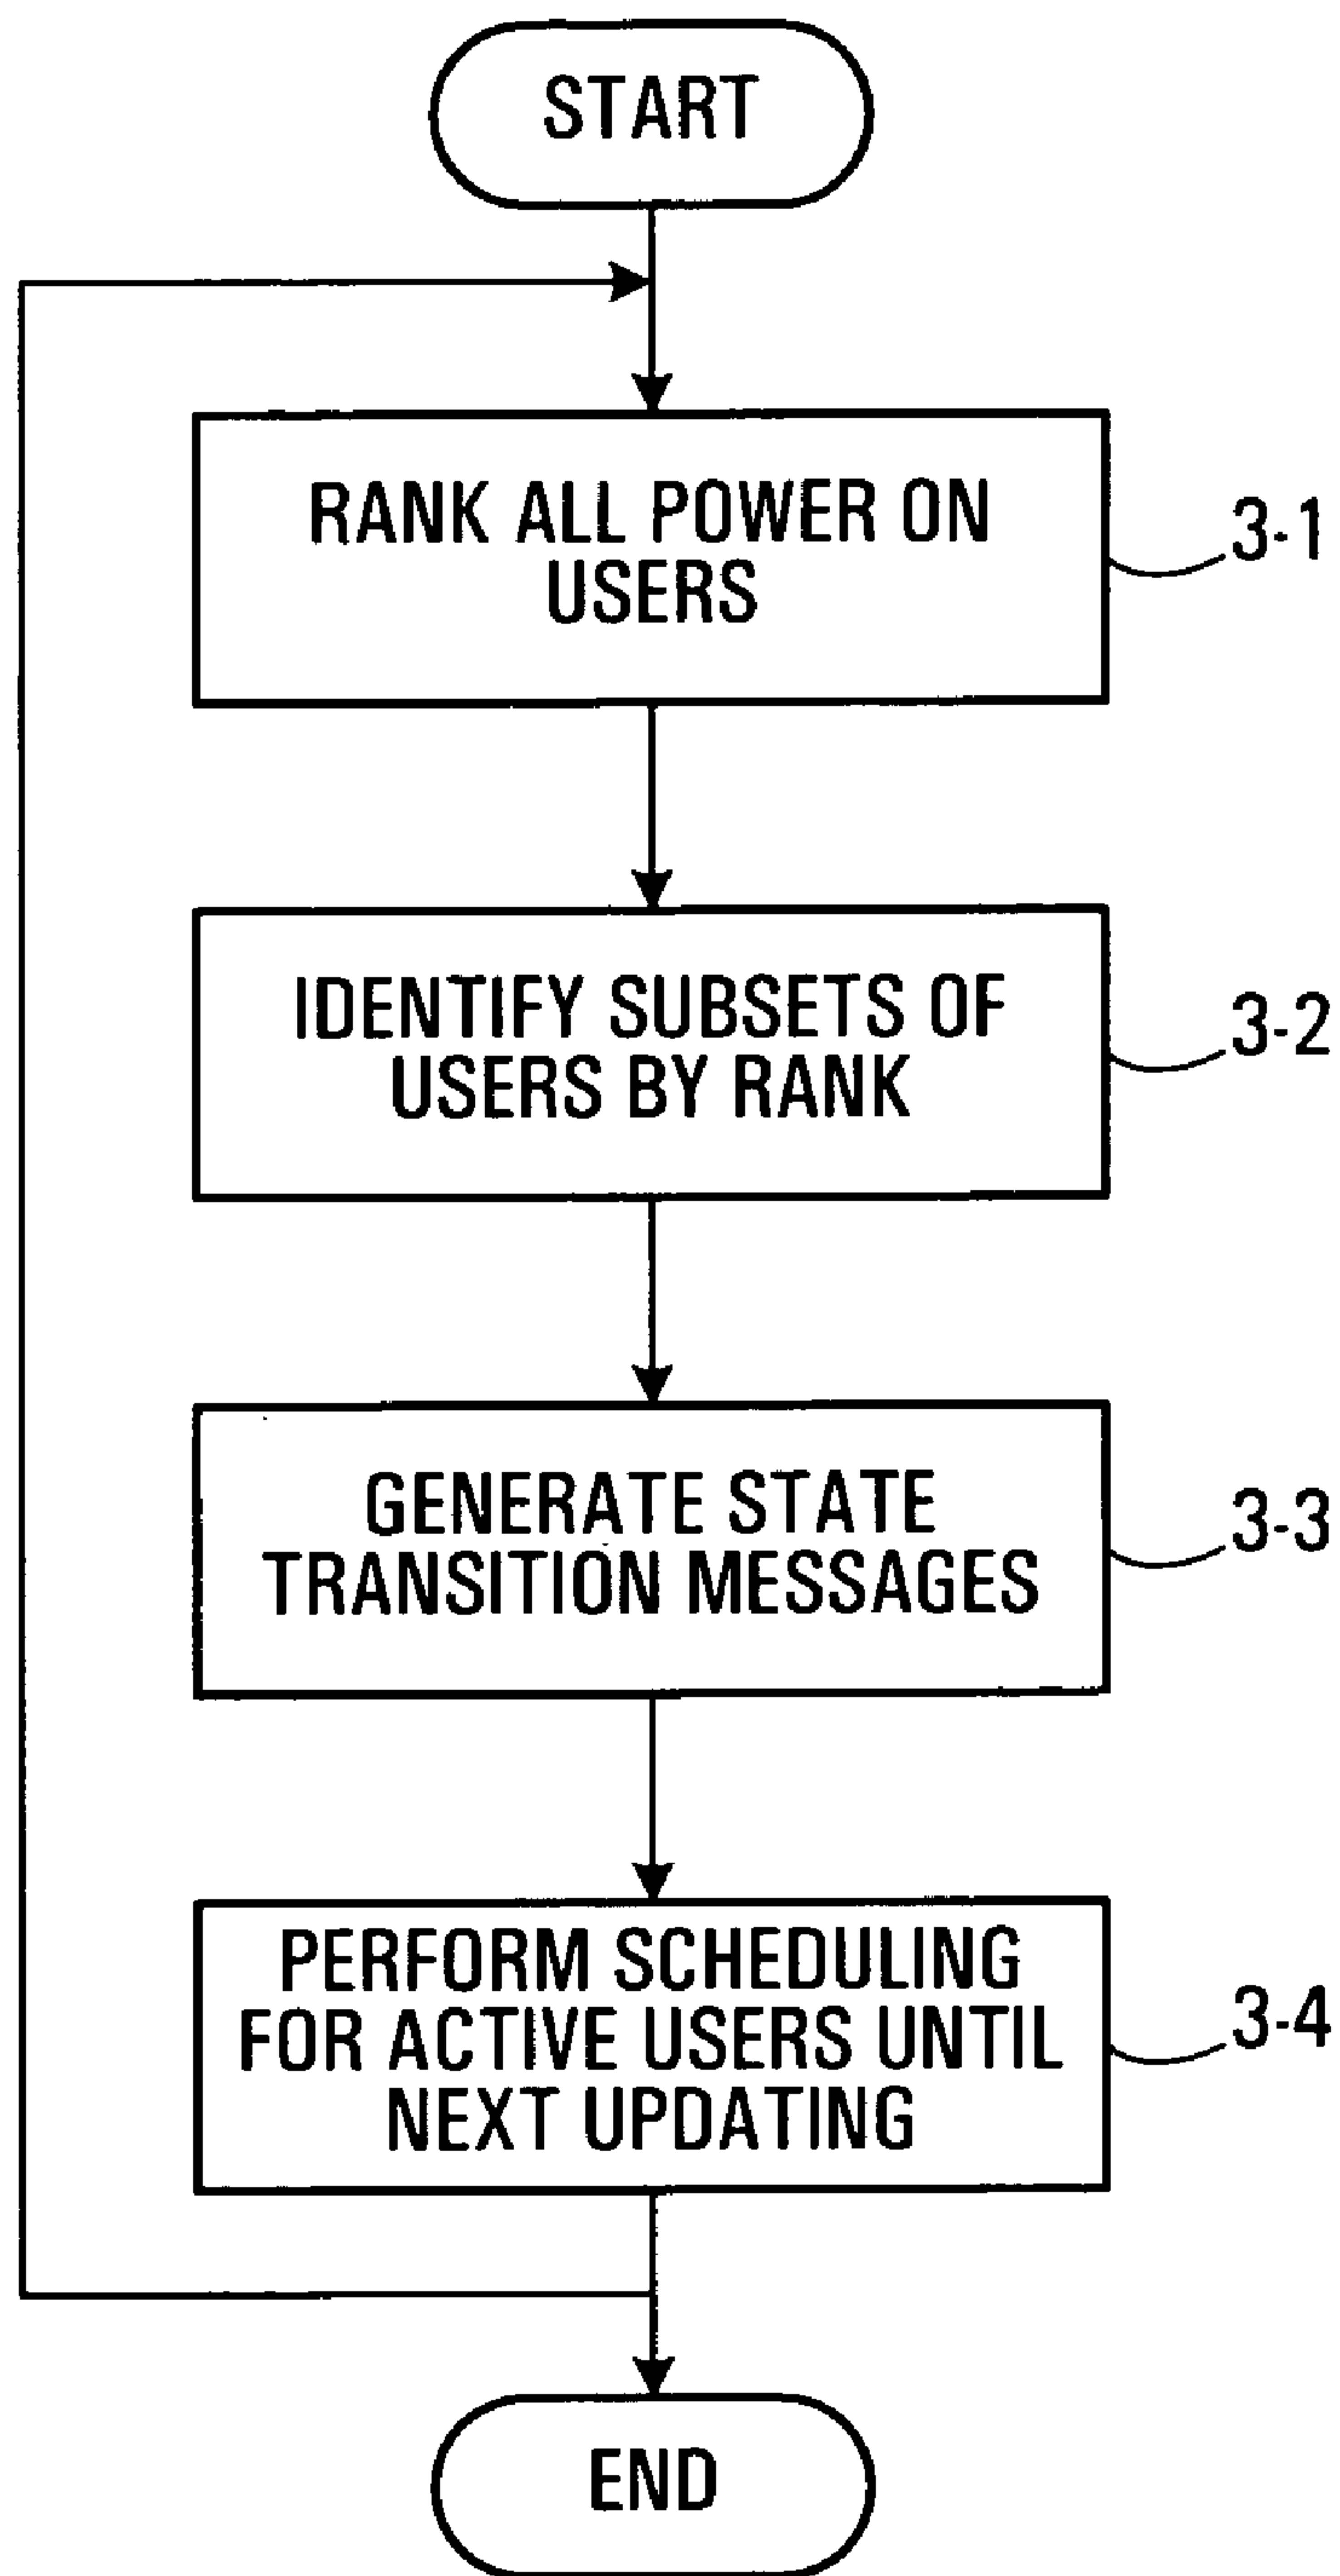 START
RANK ALL POWER ON
USERS
3-1
IDENTIFY SUBSETS OF
USERS BY RANK
3-2
GENERATE STATE
TRANSITION MESSAGES
3-3
PERFORM SCHEDULING
FOR ACTIVE USERS UNTIL
NEXT UPDATING
3-4
END